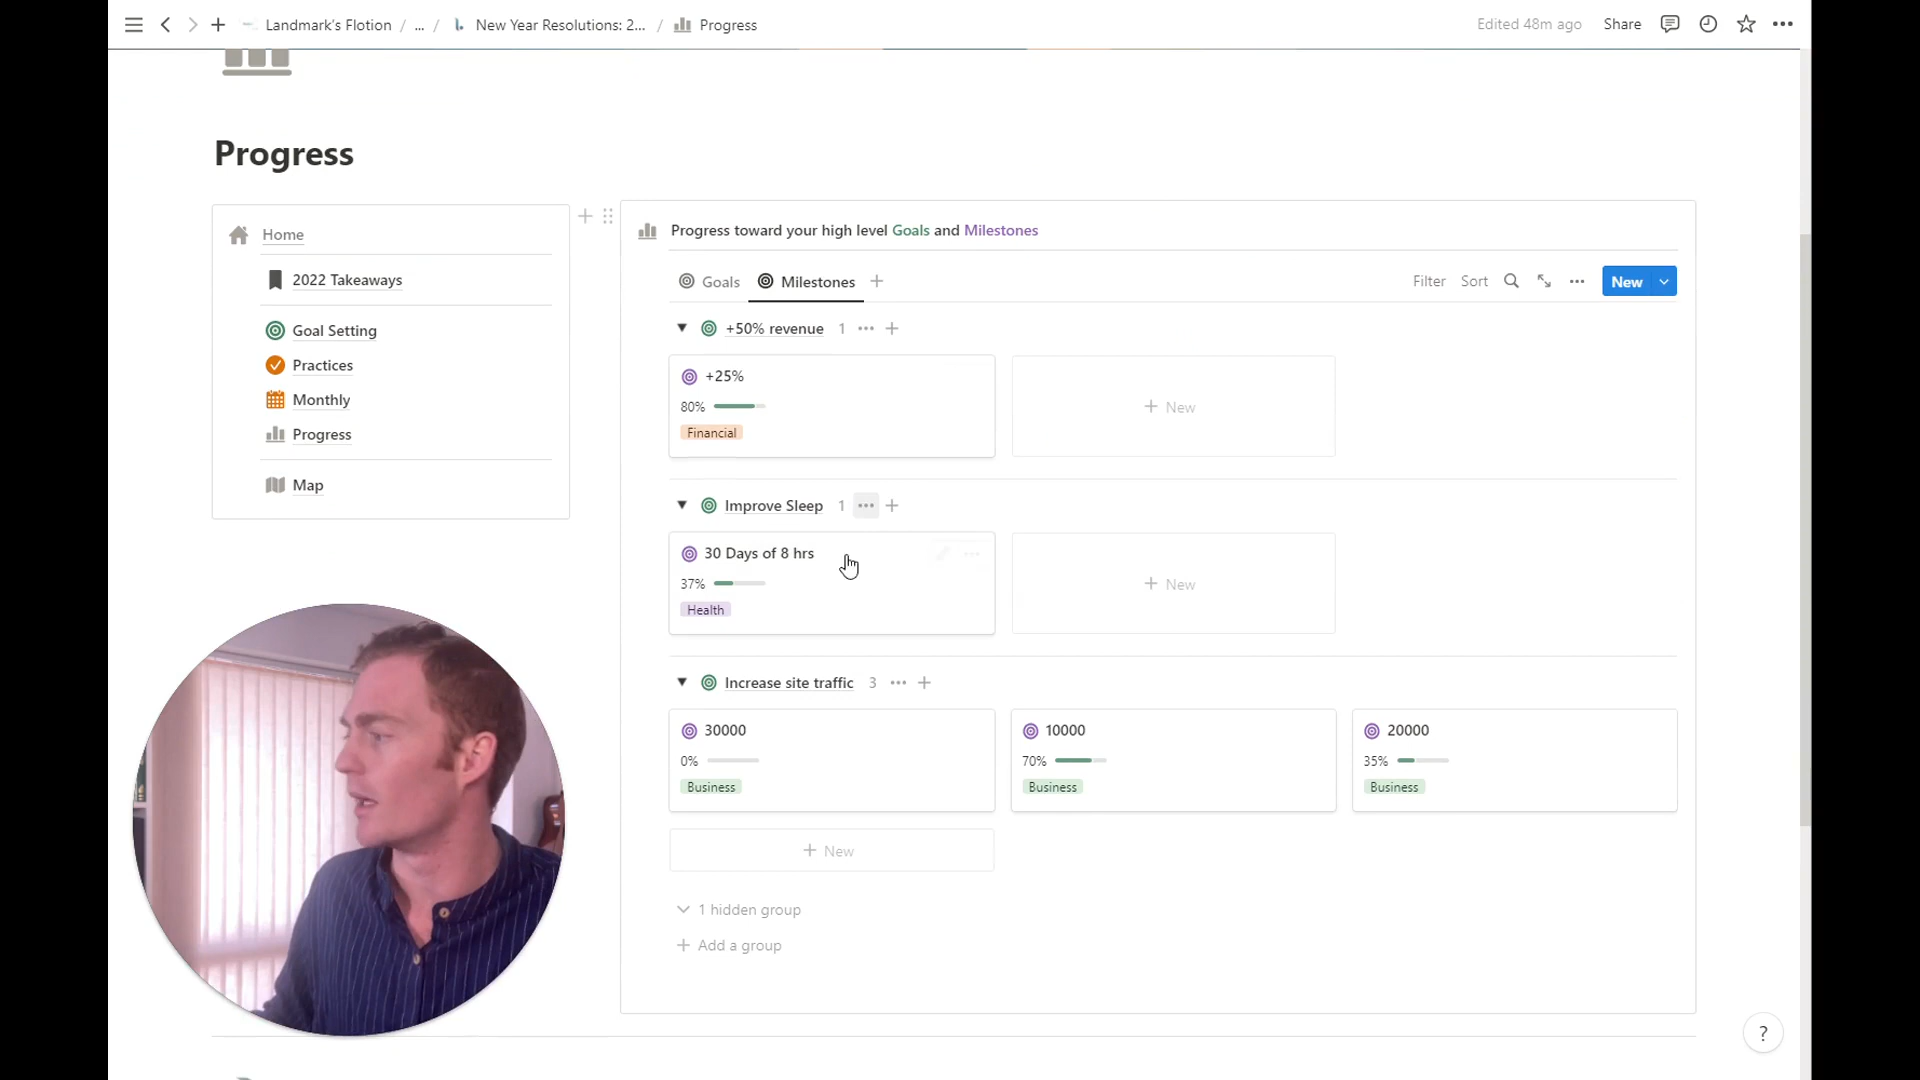 Landmark's Flotion / ... / New Year Resolutions: 2... / Progress
Edited 48m ago Share
Progress
Home
2022 Takeaways
Goal Setting
Practices
Monthly
Progress
Map
Progress toward your high level Goals and Milestones
Goals Milestones
Filter Sort New
+50% revenue 1
+25%
80%
Financial
+ New
Improve Sleep 1
30 Days of 8 hrs
37%
Health
+ New
Increase site traffic 3
30000
0%
Business
10000
70%
Business
20000
35%
Business
+ New
1 hidden group
+ Add a group
?